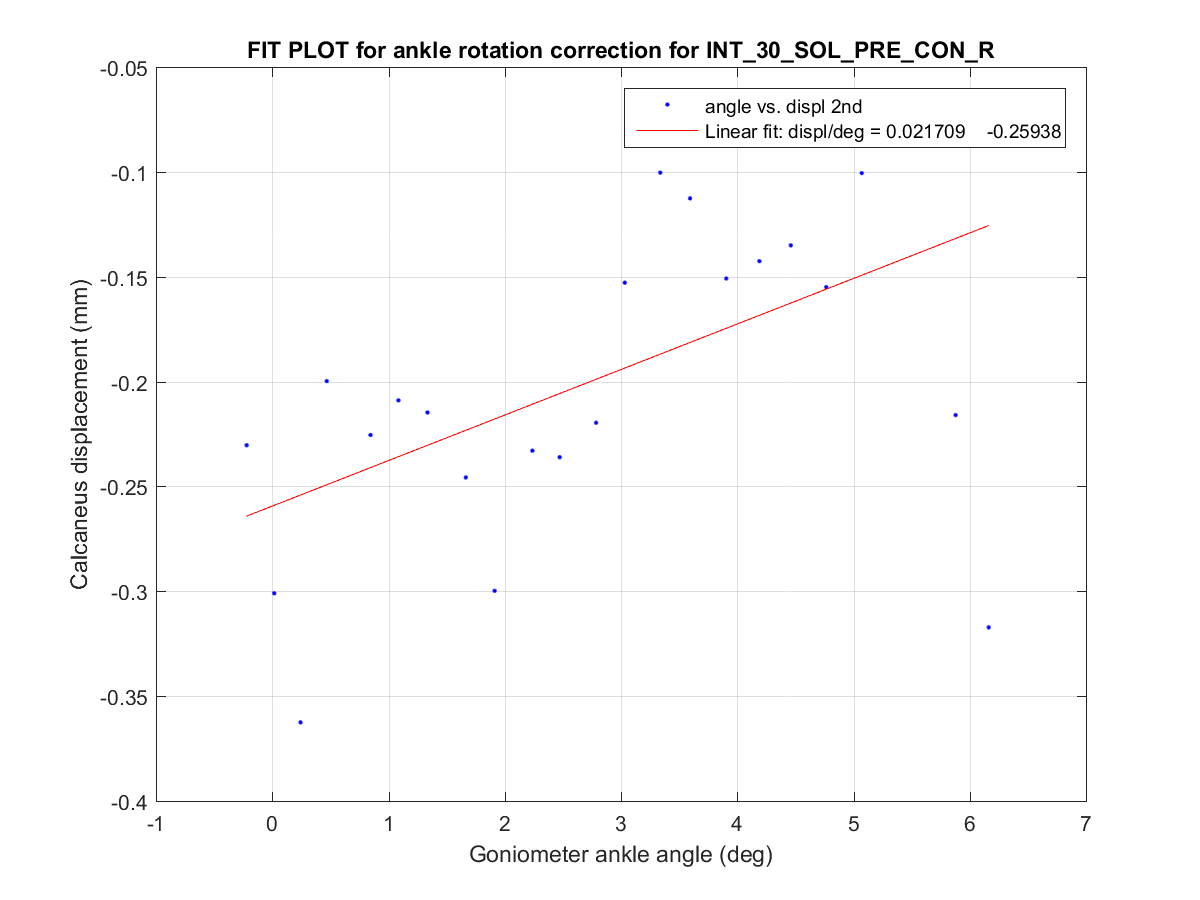 FIT PLOT for ankle rotation correction for INT_30_SOL_PRE_CON_R
-0.05
angle vs. displ 2nd
Linear fit: displ/deg = 0.021709 -0.25938
-0.1
-0.15
-0.2
-0.25
-0.3
-0.35
-0.4
Calcaneus displacement (mm)
-1 0 1 2 3 4 5 6 7
Goniometer ankle angle (deg)